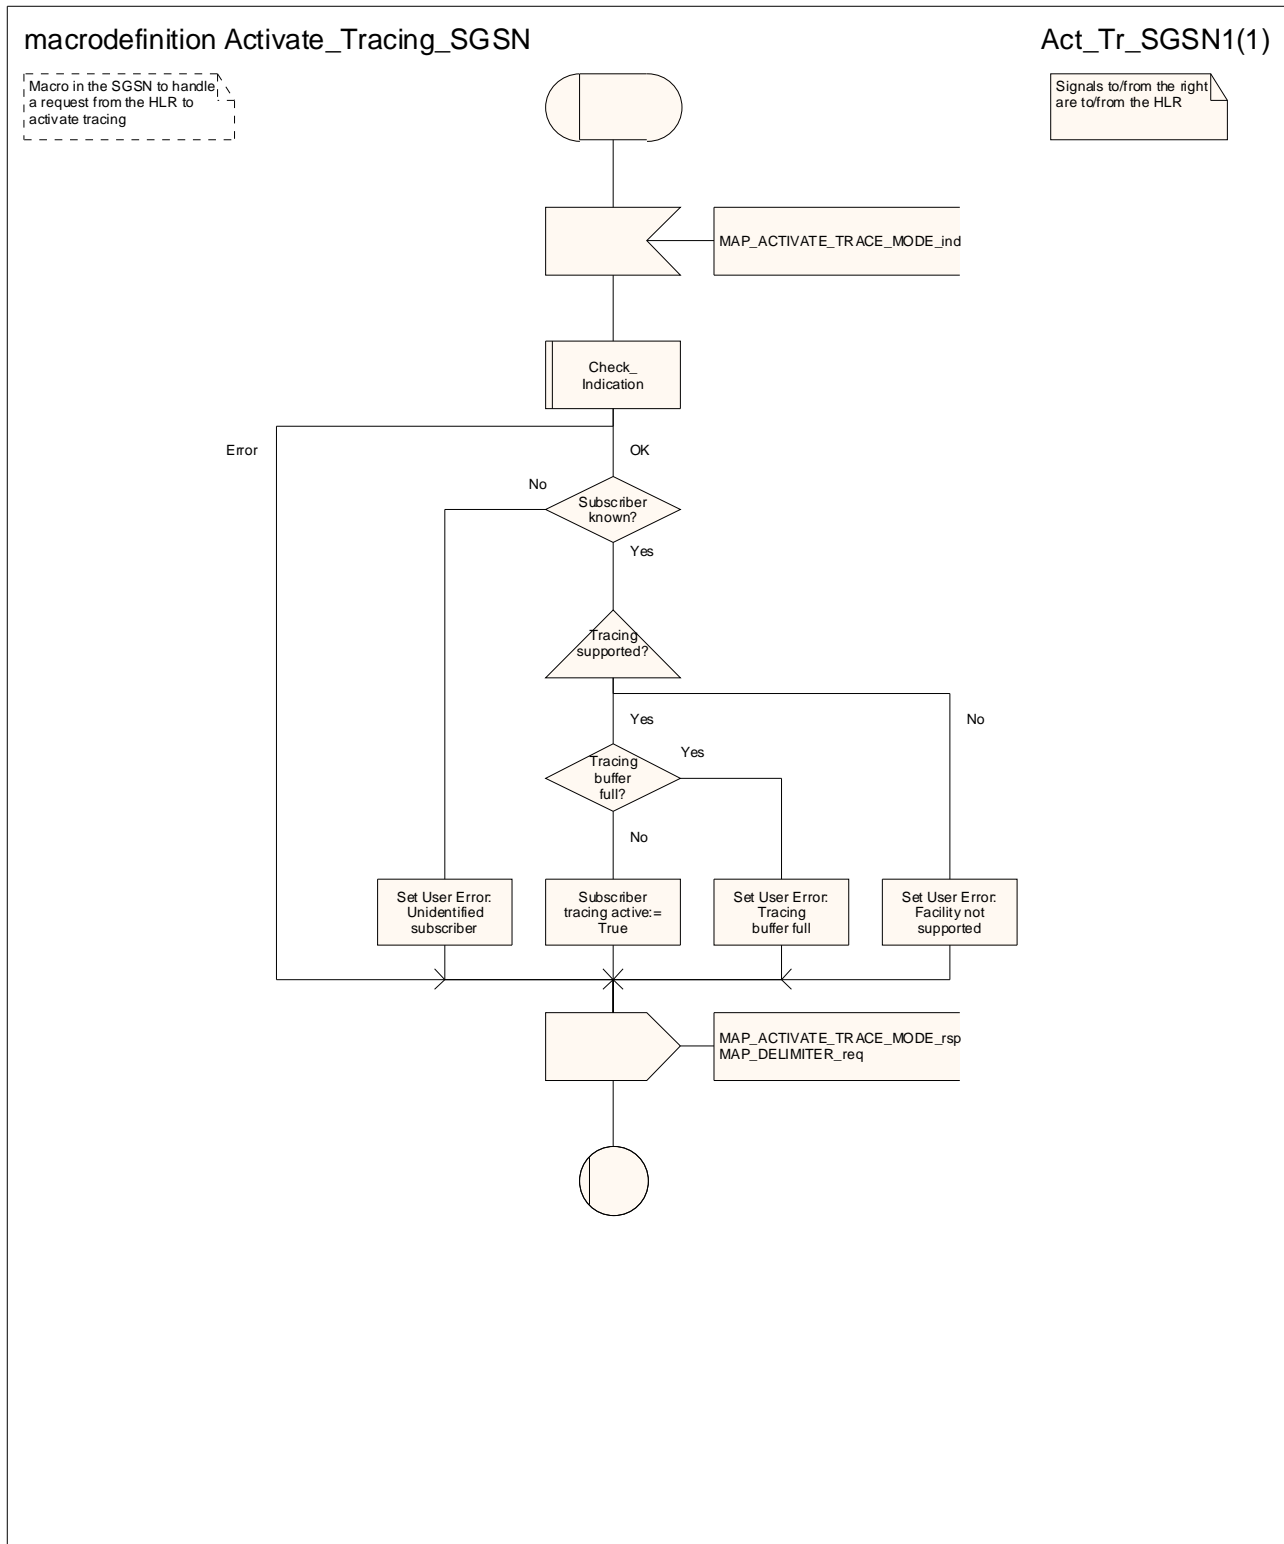 macrodefinition Activate_Tracing_SGSN
Act_Tr_SGSN1(1)
Macro in the SGSN to handle
a request from the HLR to
activate tracing
Signals to/from the right
are to/from the HLR
MAP_ACTIVATE_TRACE_MODE_ind
Check_
Indication
Error
OK
No
Subscriber
known?
Yes
Tracing
supported?
Yes
No
Yes
Tracing
buffer
full?
No
Set User Error:
Unidentified
subscriber
Subscriber
tracing active:=
True
Set User Error:
Tracing
buffer full
Set User Error:
Facility not
supported
MAP_ACTIVATE_TRACE_MODE_rsp
MAP_DELIMITER_req